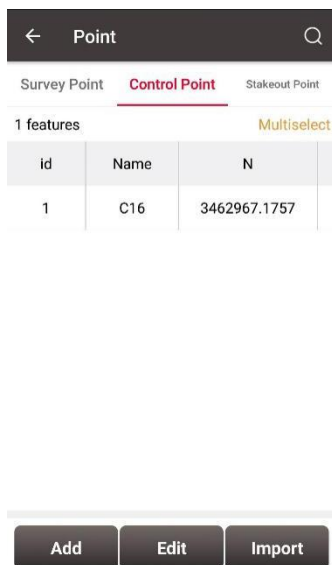 Point
Survey Point Control Point Stakeout Point
1 features Multiselect
id Name N
1 C16 3462967.1757
Add Edit Import